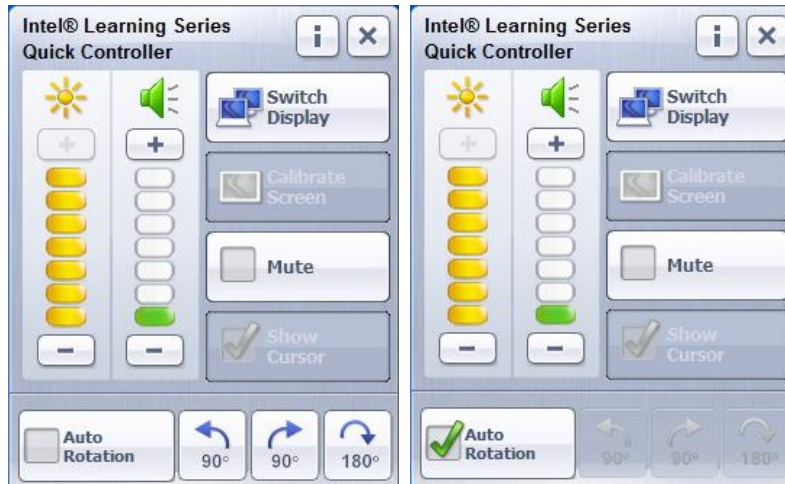 Intel® Learning Series
Quick Controller
Switch
Display
Calibrate
Screen
Mute
Show
Cursor
Auto
Rotation
90°
90°
180°
Intel® Learning Series
Quick Controller
Switch
Display
Calibrate
Screen
Mute
Show
Cursor
Auto
Rotation
90°
90°
180°